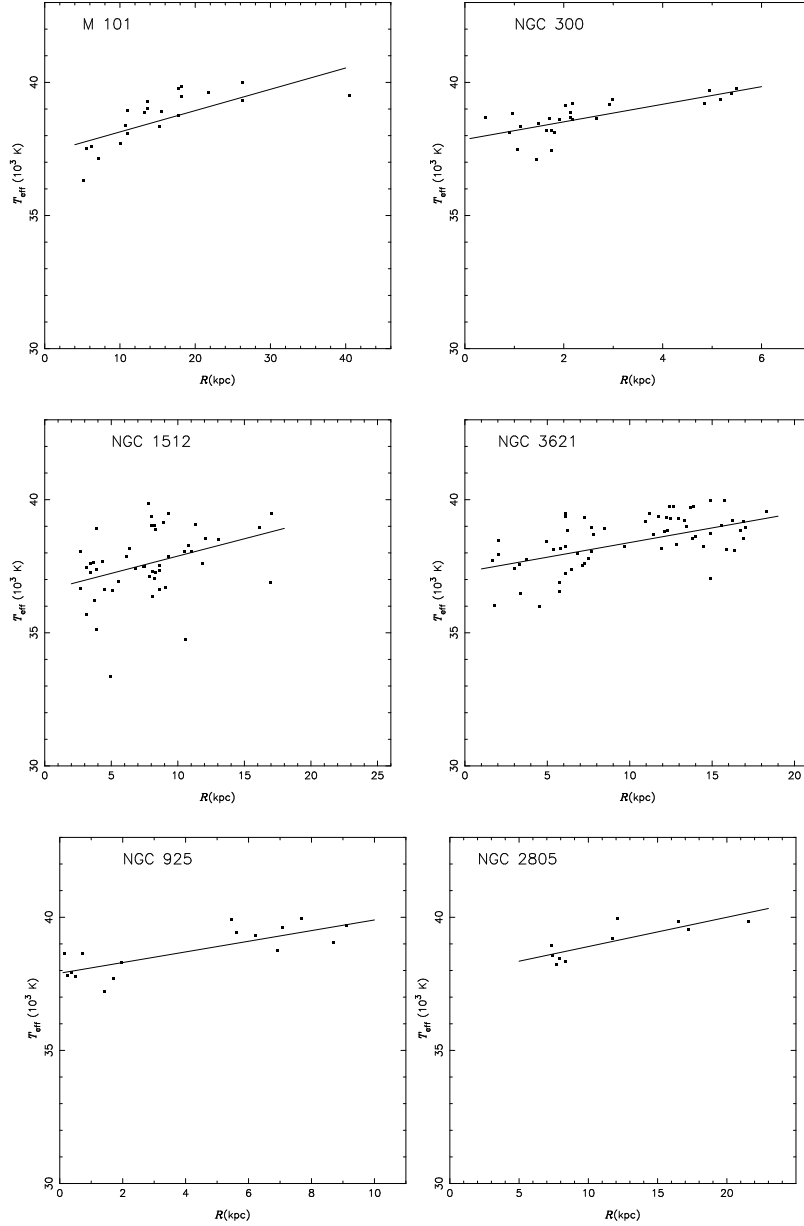 M 101
NGC 300
40
35
30
T_eff (10^3 K)
0 10 20 30 40
R(kpc)
40
35
30
T_eff (10^3 K)
0 2 4 6
R(kpc)
NGC 1512
NGC 3621
40
35
30
T_eff (10^3 K)
0 5 10 15 20 25
R(kpc)
40
35
30
T_eff (10^3 K)
0 5 10 15 20
R(kpc)
NGC 925
NGC 2805
40
35
30
T_eff (10^3 K)
0 2 4 6 8 10
R(kpc)
40
35
30
T_eff (10^3 K)
0 5 10 15 20
R(kpc)